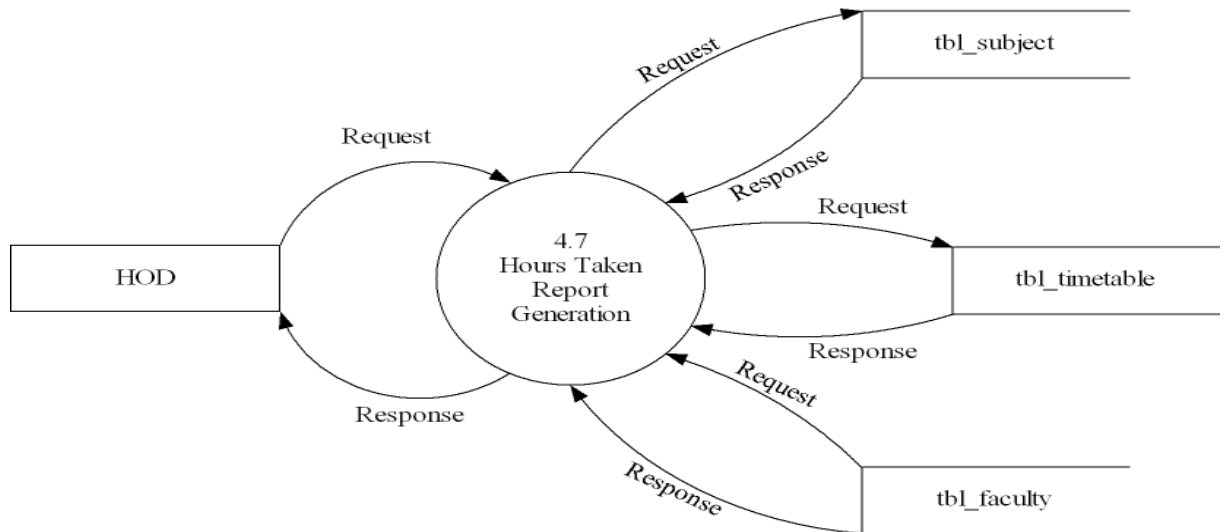 Request
tbl_subject
Response
Request
Request
HOD
4.7
Hours Taken
Report
Generation
tbl_timetable
Response
Response
Request
Response
tbl_faculty